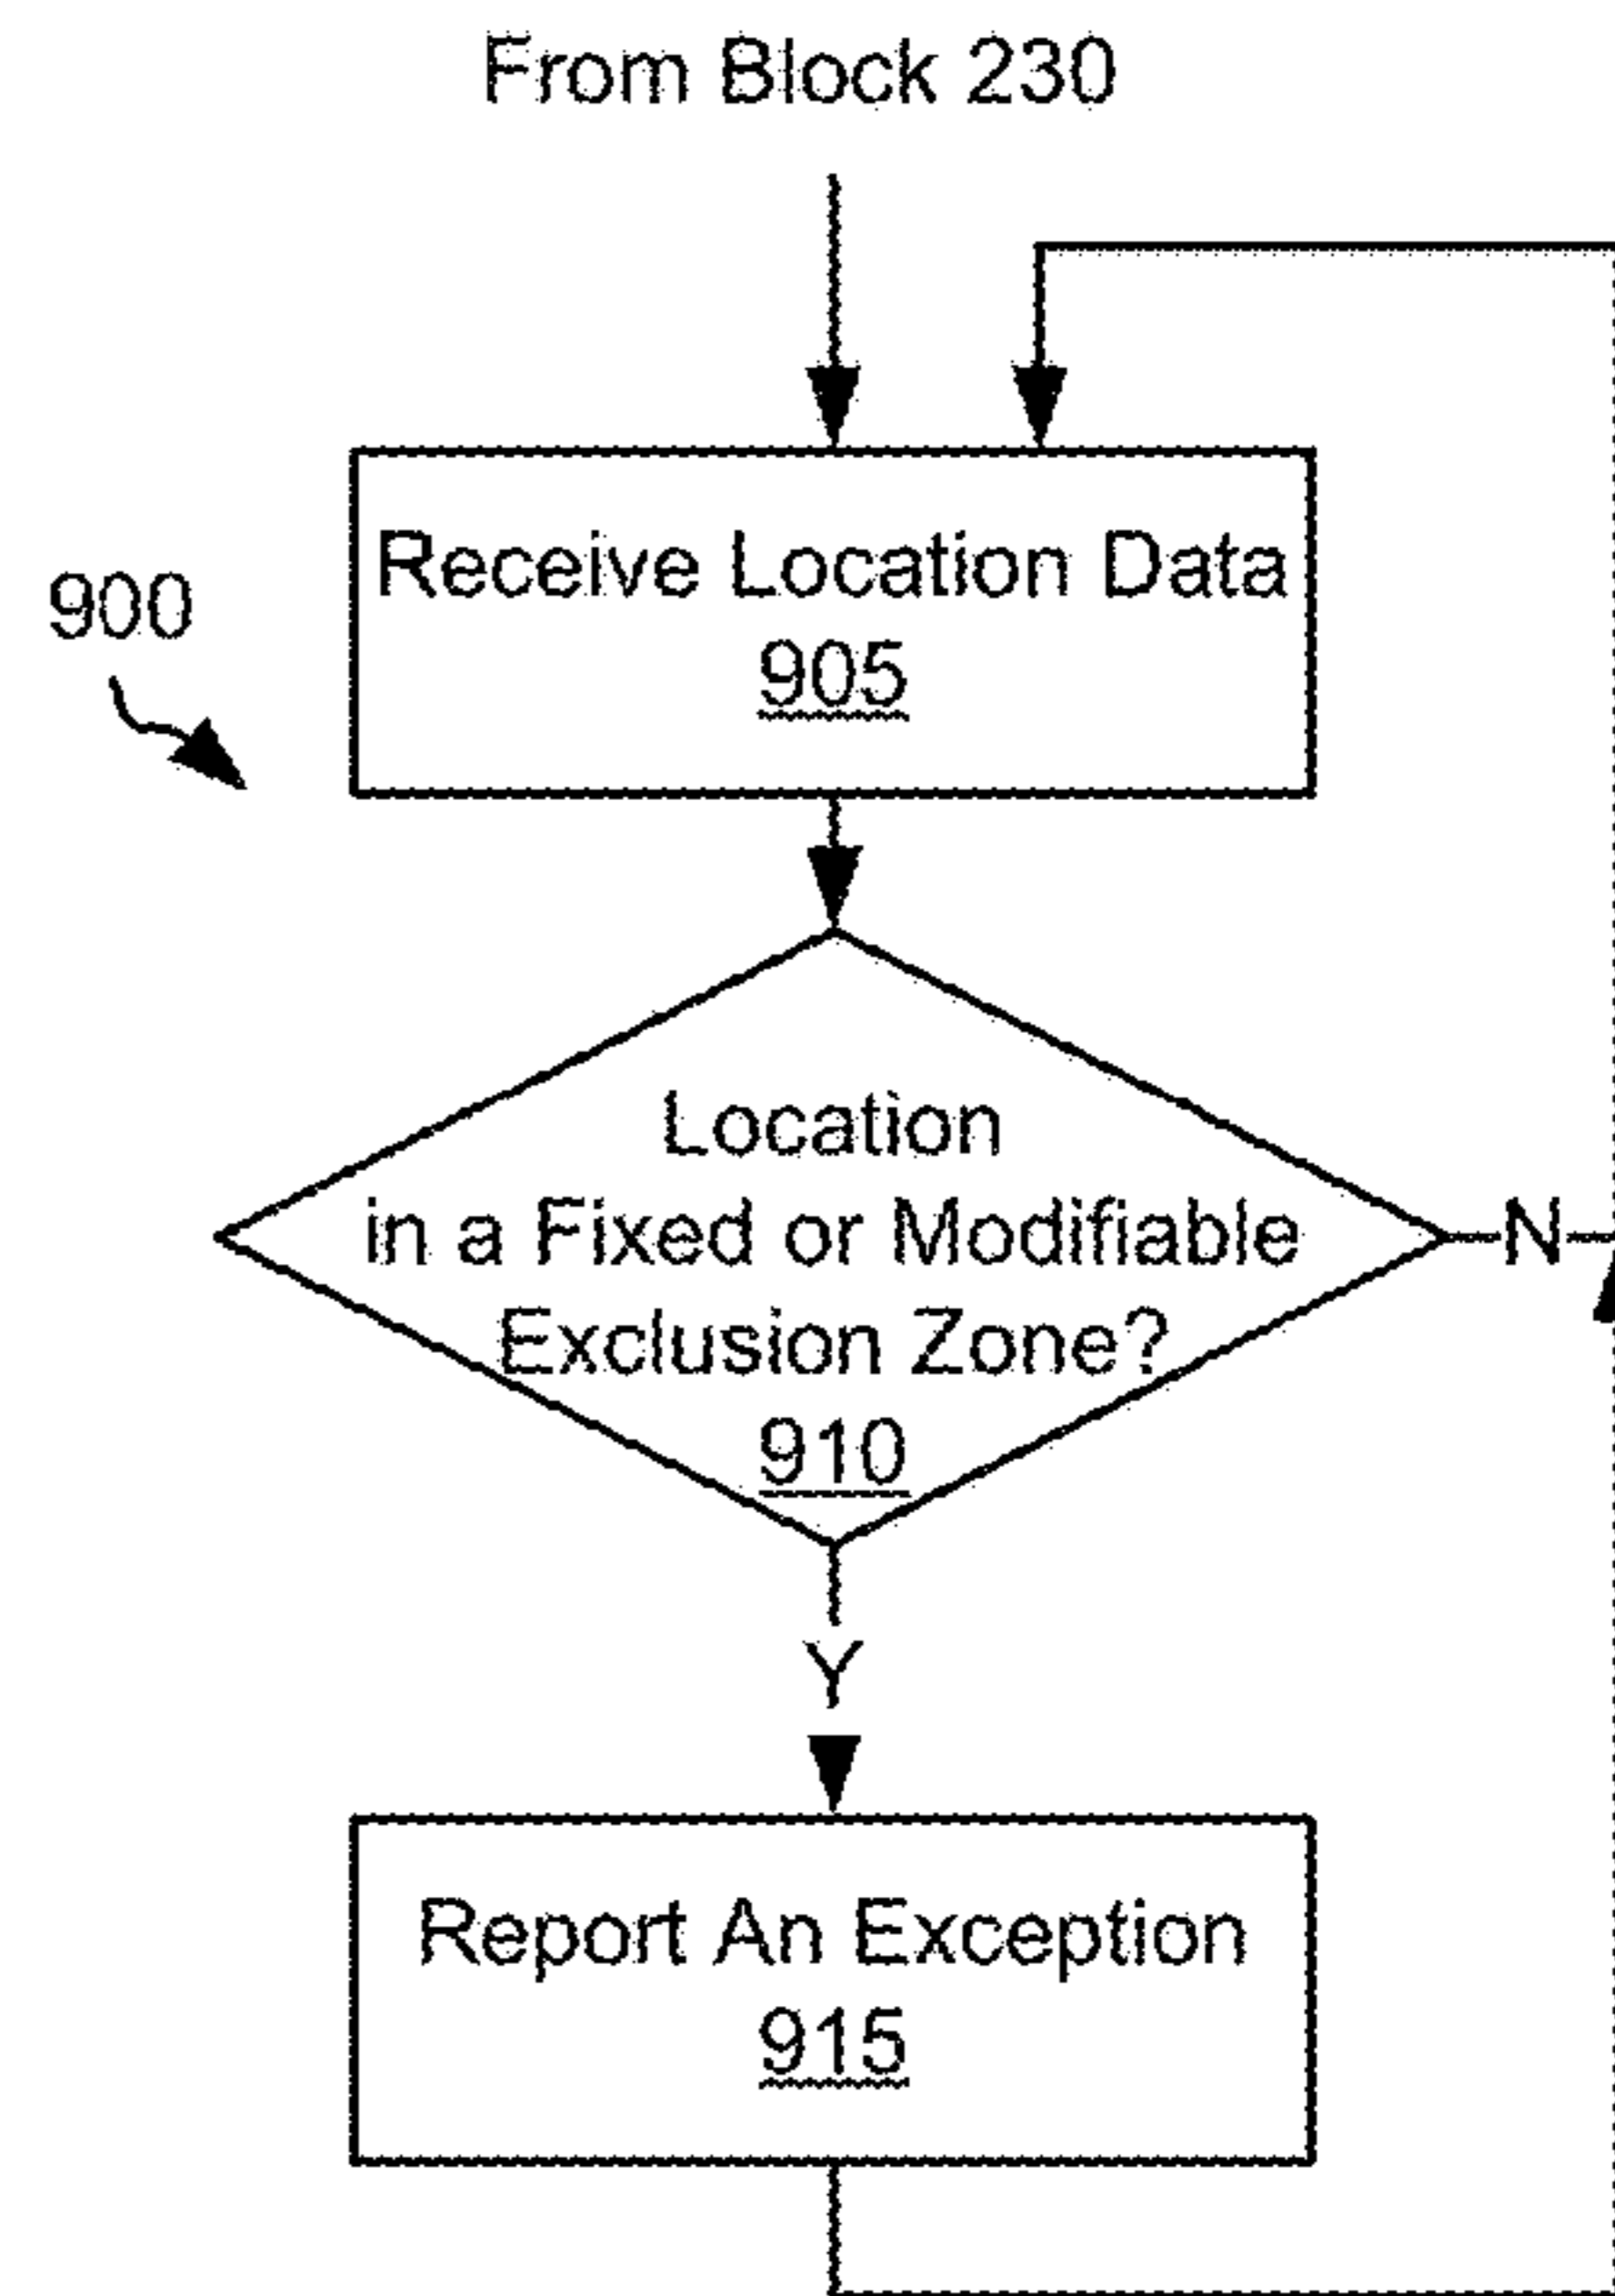 From Block 230
Receive Location Data
905
900
Location
in a Fixed or Modifiable
Exclusion Zone?
910
N
Y
Report An Exception
915